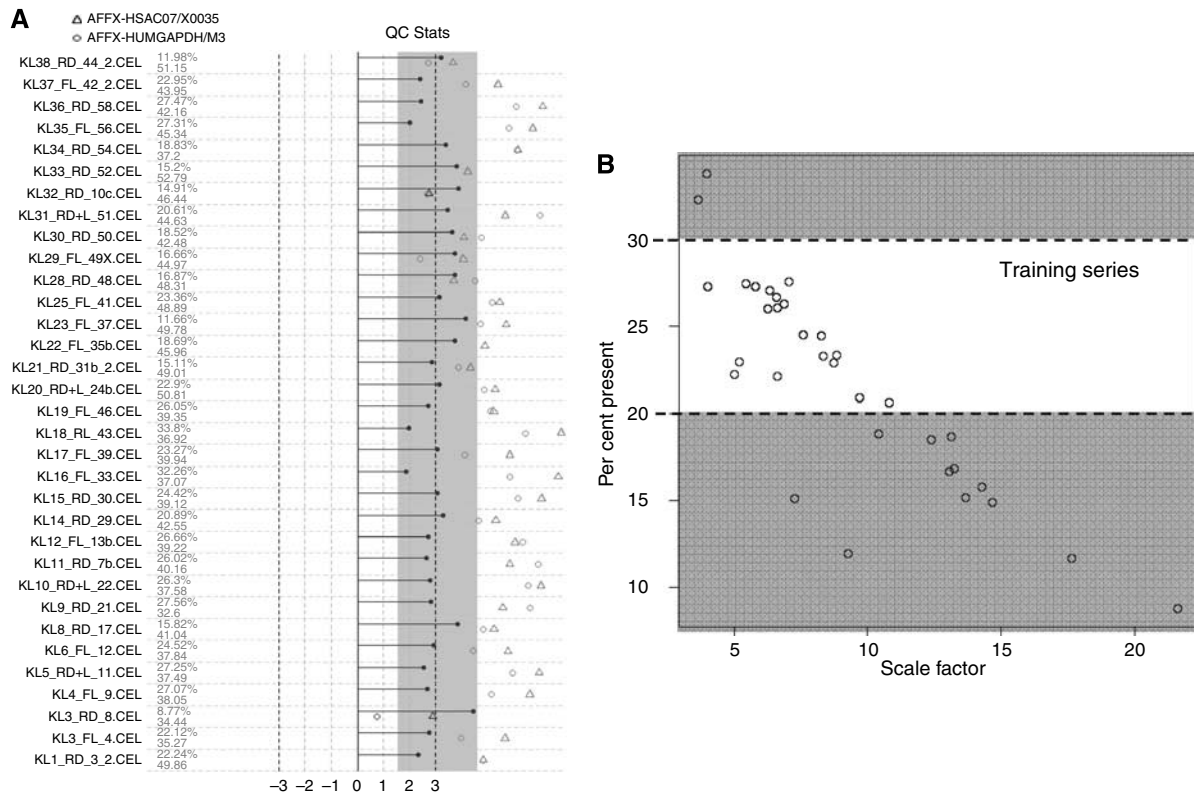 A
AFFX-HSAC07/X0035
AFFX-HUMGAPDH/M3
QC Stats
KL38_RD_44_2.CEL 11.98% 51.15
KL37_FL_42_2.CEL 22.95% 43.95
KL36_RD_58.CEL 27.47% 42.16
KL35_FL_56.CEL 27.31% 45.34
KL34_RD_54.CEL 18.83% 37.2
KL33_RD_52.CEL 15.2% 52.79
KL32_RD_10c.CEL 14.91% 46.44
KL31_RD+L_51.CEL 20.61% 44.63
KL30_RD_50.CEL 18.52% 42.48
KL29_FL_49X.CEL 16.66% 44.97
KL28_RD_48.CEL 16.87% 48.31
KL25_FL_41.CEL 23.36% 48.89
KL23_FL_37.CEL 11.66% 49.78
KL22_FL_35b.CEL 18.69% 45.96
KL21_RD_31b_2.CEL 15.11% 49.01
KL20_RD+L_24b.CEL 22.9% 50.81
KL19_FL_46.CEL 26.05% 39.35
KL18_RL_43.CEL 33.8% 36.92
KL17_FL_39.CEL 23.27% 39.94
KL16_FL_33.CEL 32.26% 37.07
KL15_RD_30.CEL 24.42% 39.12
KL14_RD_29.CEL 20.89% 42.55
KL12_FL_13b.CEL 26.66% 39.22
KL11_RD_7b.CEL 26.02% 40.16
KL10_RD+L_22.CEL 26.3% 37.58
KL9_RD_21.CEL 27.56% 32.6
KL8_RD_17.CEL 15.82% 41.04
KL6_FL_12.CEL 24.52% 37.84
KL5_RD+L_11.CEL 27.25% 37.49
KL4_FL_9.CEL 27.07% 38.05
KL3_RD_8.CEL 8.77% 34.44
KL3_FL_4.CEL 22.12% 35.27
KL1_RD_3_2.CEL 22.24% 49.86
–3 –2 –1 0 1 2 3
B
Per cent present
30
25
20
15
10
Training series
5 10 15 20
Scale factor